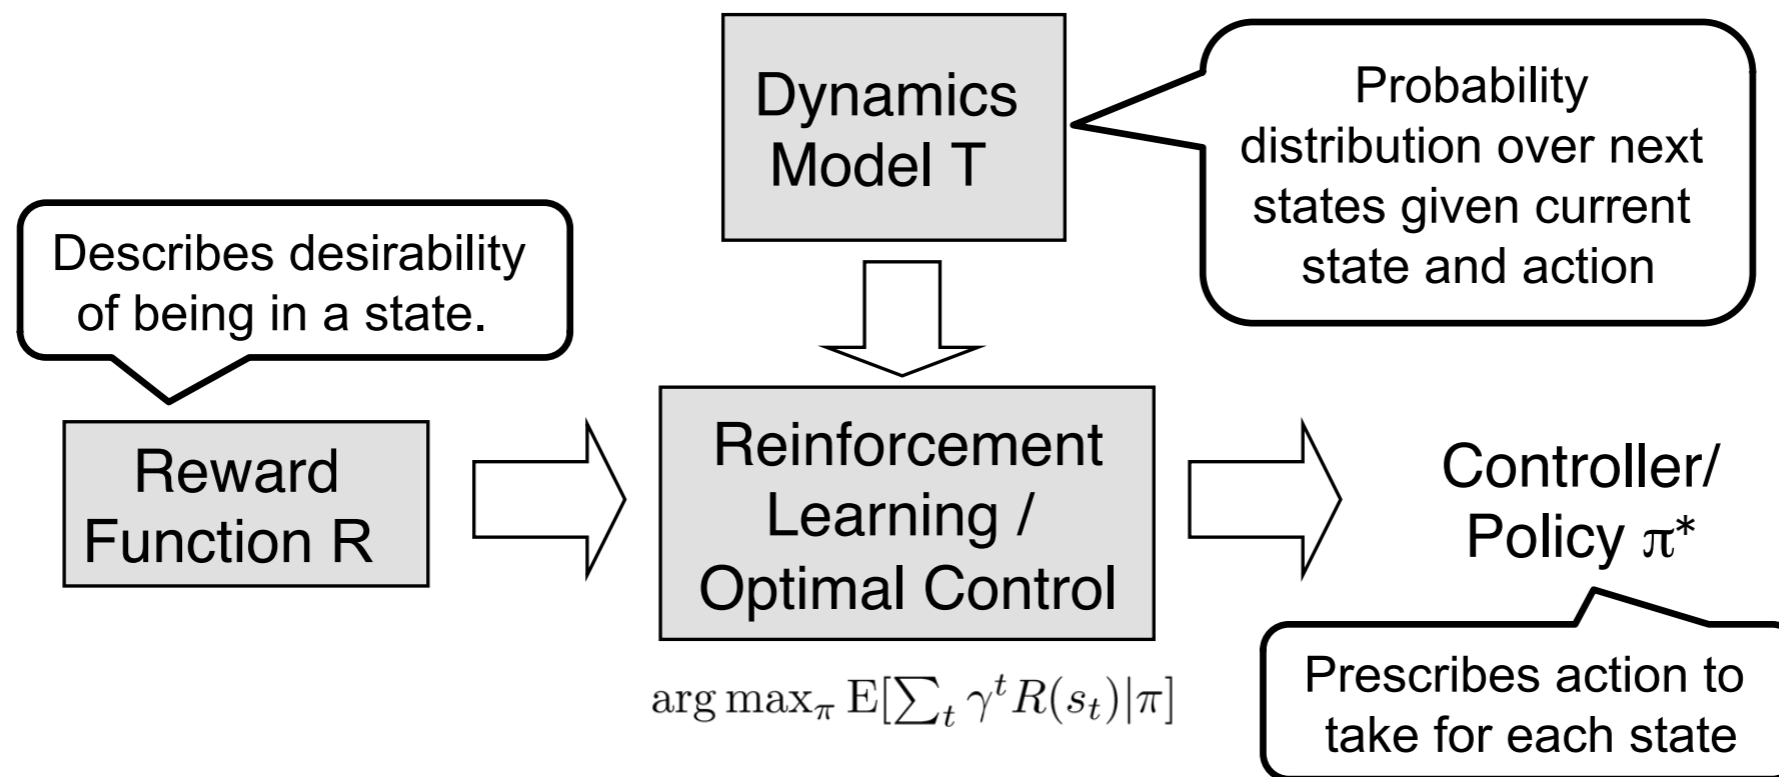 Dynamics
Model T
Probability
distribution over next
states given current
state and action
Describes desirability
of being in a state.
Reward
Function R
Reinforcement
Learning /
Optimal Control
Controller/
Policy π*
arg max_π E[∑_t γ^t R(s_t)|π]
Prescribes action to
take for each state